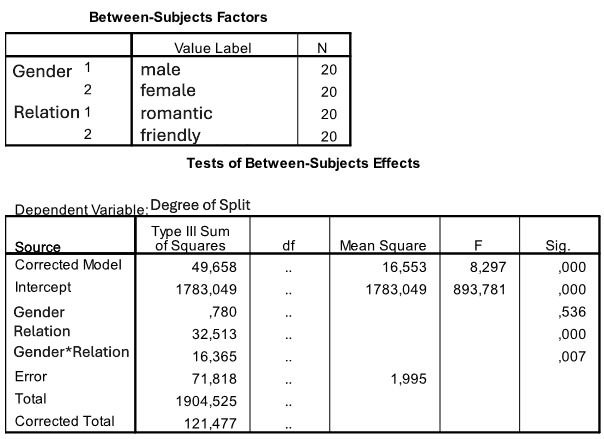 Between-Subjects Factors
Value Label N
Gender 1 male 20
2 female 20
Relation 1 romantic 20
2 friendly 20
Tests of Between-Subjects Effects
Dependent Variable: Degree of Split
Type III Sum
Source of Squares df Mean Square F Sig.
Corrected Model 49,658 .. 16,553 8,297 ,000
Intercept 1783,049 .. 1783,049 893,781 ,000
Gender ,780 .. ,536
Relation 32,513 .. ,000
Gender*Relation 16,365 .. ,007
Error 71,818 .. 1,995
Total 1904,525 ..
Corrected Total 121,477 ..